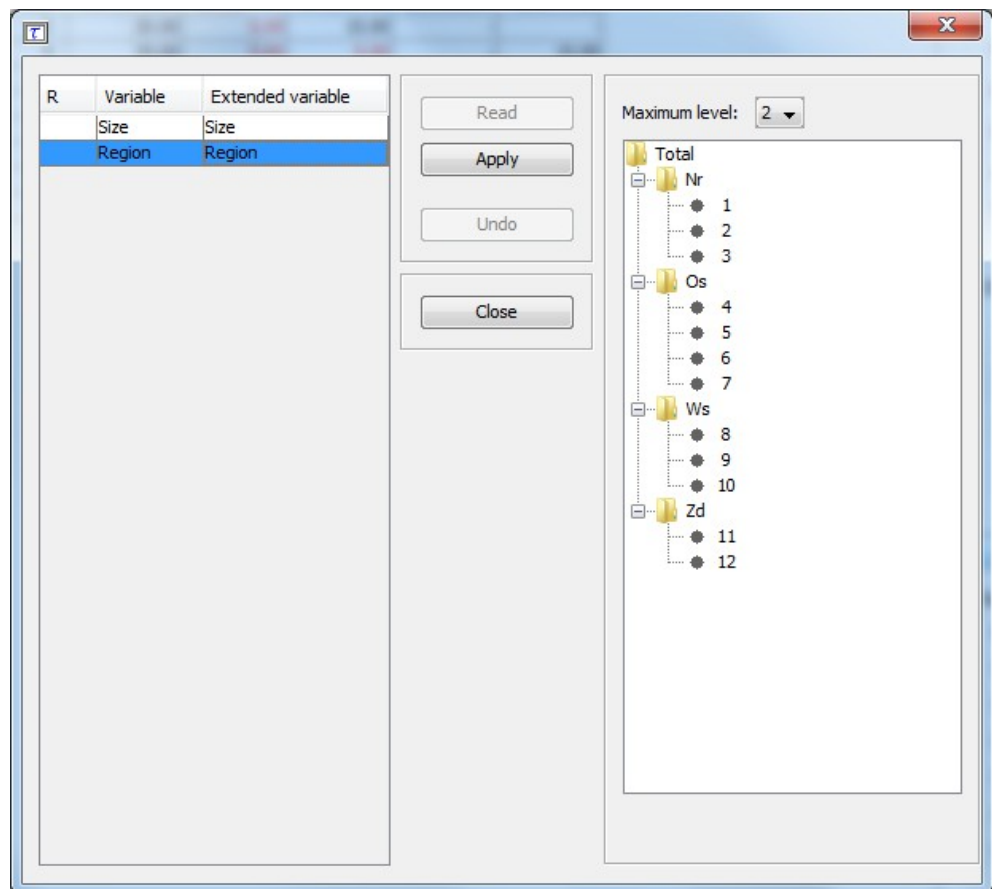 τ
R Variable Extended variable
Size Size
Region Region
Read
Apply
Undo
Close
Maximum level: 2
Total
Nr
1
2
3
Os
4
5
6
7
Ws
8
9
10
Zd
11
12